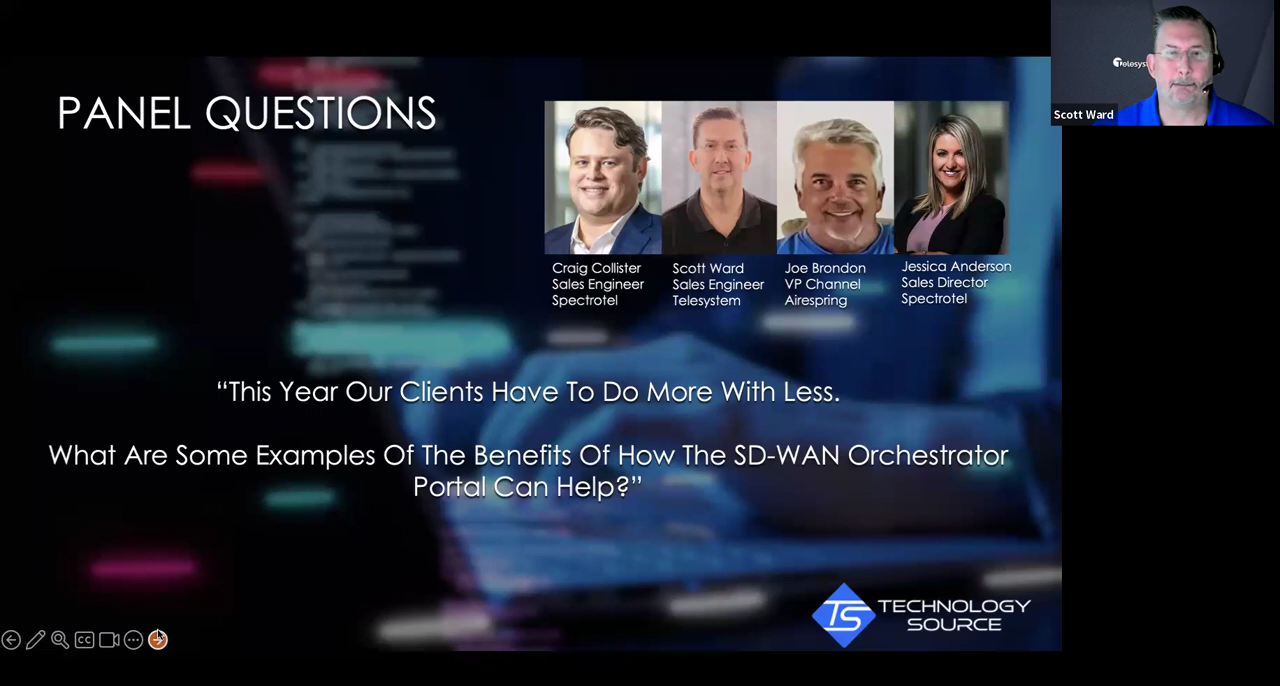 PANEL QUESTIONS
Craig Collister
Sales Engineer
Spectrotel
Scott Ward
Sales Engineer
Telesystem
Joe Brondon
VP Channel
Airespring
Jessica Anderson
Sales Director
Spectrotel
“This Year Our Clients Have To Do More With Less.
What Are Some Examples Of The Benefits Of How The SD-WAN Orchestrator
Portal Can Help?”
TS TECHNOLOGY
SOURCE
CC
Scott Ward